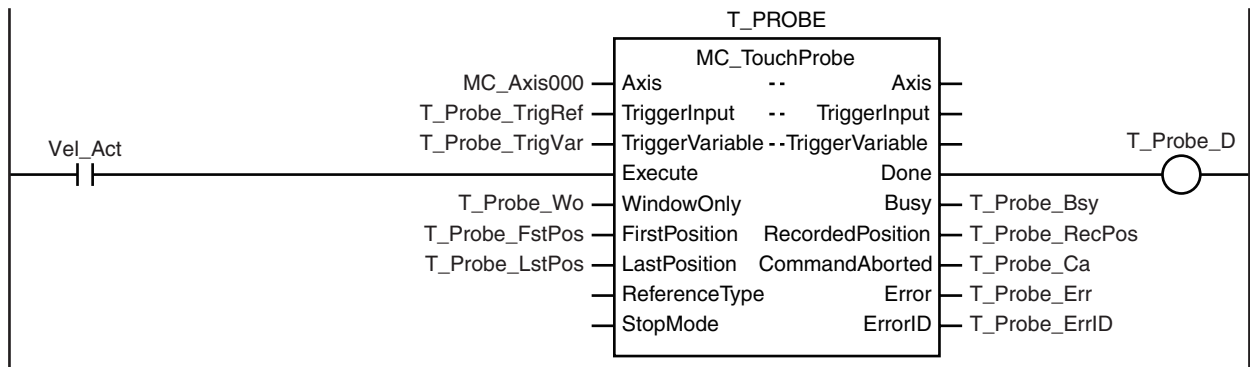 T_PROBE
MC_TouchProbe
MC_Axis000 Axis -- Axis
T_Probe_TrigRef TriggerInput -- TriggerInput
T_Probe_TrigVar TriggerVariable -- TriggerVariable
Vel_Act T_Probe_D
Execute Done
T_Probe_Wo WindowOnly Busy T_Probe_Bsy
T_Probe_FstPos FirstPosition RecordedPosition T_Probe_RecPos
T_Probe_LstPos LastPosition CommandAborted T_Probe_Ca
ReferenceType Error T_Probe_Err
StopMode ErrorID T_Probe_ErrID